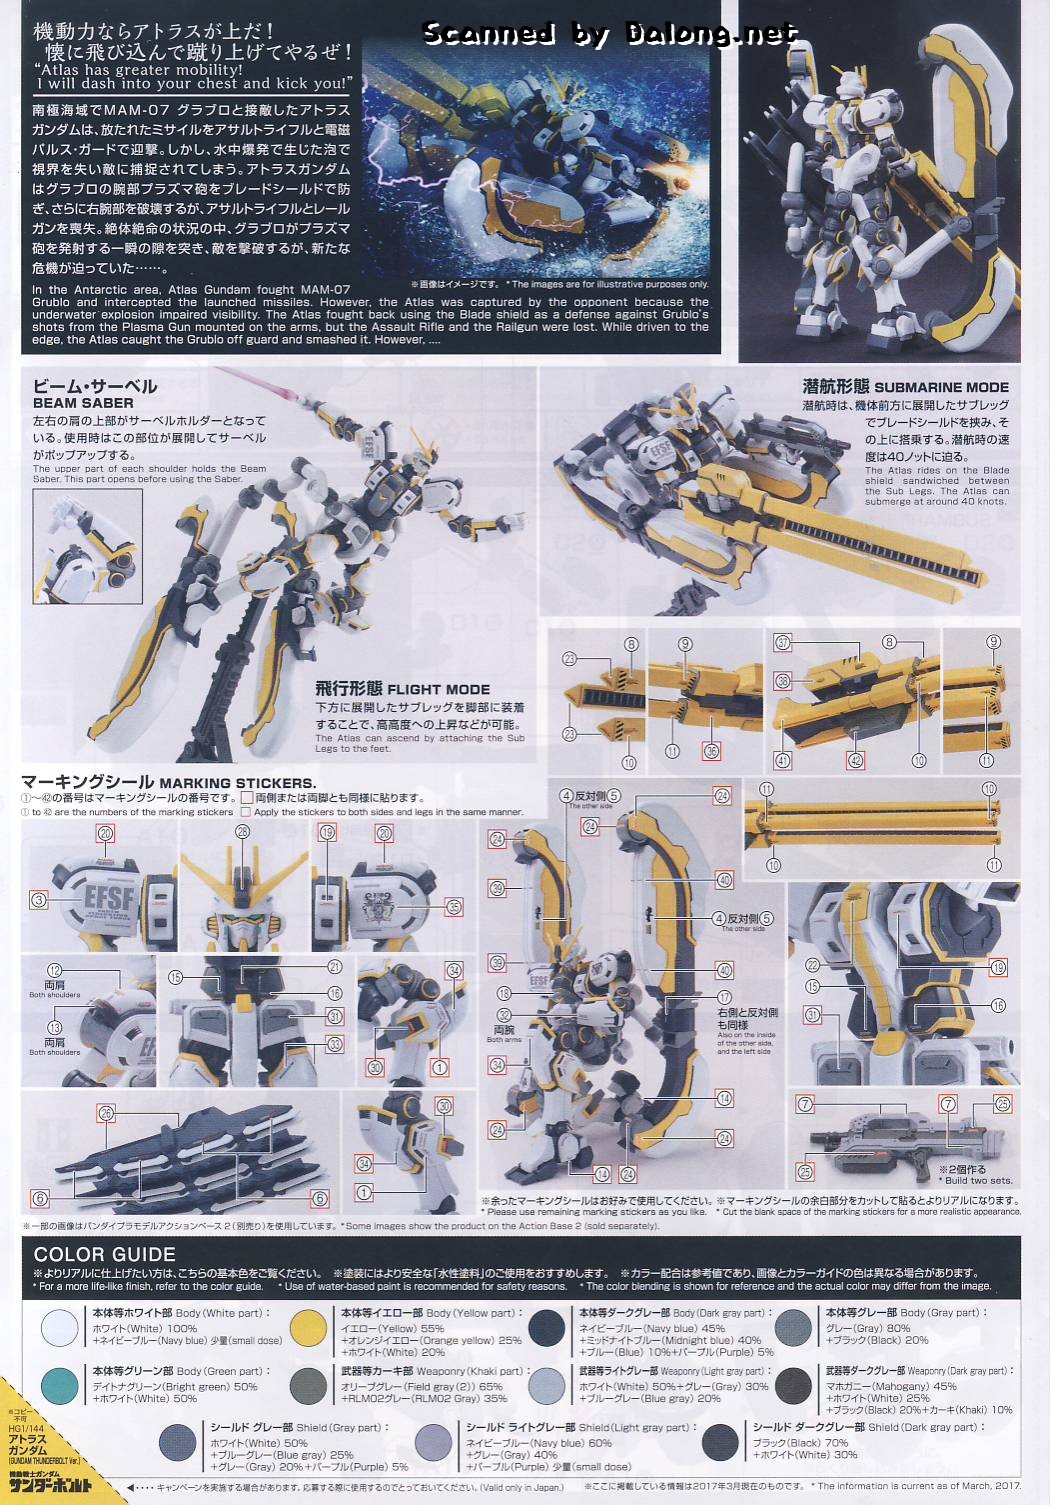 Scanned by Dalong.net
機動力ならアトラスが上だ！
懐に飛び込んで蹴り上げてやるぜ！
“Atlas has greater mobility!
I will dash into your chest and kick you!”
南極海域でMAM-07 グラブロと接敵したアトラス
ガンダムは、放たれたミサイルをアサルトライフルと電磁
パルス・ガードで迎撃。しかし、水中爆発で生じた泡で
視界を失い敵に捕捉されてしまう。アトラスガンダム
はグラブロの腕部プラズマ砲をブレードシールドで防
ぎ、さらに右腕部を破壊するが、アサルトライフルとレール
ガンを喪失。絶体絶命の状況の中、グラブロがプラズマ
砲を発射する一瞬の隙を突き、敵を撃破するが、新たな
危機が迫っていた……。
※画像はイメージです。 * The images are for illustrative purposes only.
In the Antarctic area, Atlas Gundam fought MAM-07
Grublo and intercepted the launched missiles. However, the Atlas was captured by the opponent because the
underwater explosion impaired visibility. The Atlas fought back using the Blade shield as a defense against Grublo's
shots from the Plasma Gun mounted on the arms, but the Assault Rifle and the Railgun were lost. While driven to the
edge, the Atlas caught the Grublo off guard and smashed it. However, ....
ビーム・サーベル
BEAM SABER
左右の肩の上部がサーベルホルダーとなって
いる。使用時はこの部位が展開してサーベル
がポップアップする。
The upper part of each shoulder holds the Beam
Saber. This part opens before using the Saber.
潜航形態 SUBMARINE MODE
潜航時は、機体前方に展開したサブレッグ
でブレードシールドを挟み、そ
の上に搭乗する。潜航時の速
度は40ノットに迫る。
The Atlas rides on the Blade
shield sandwiched between
the Sub Legs. The Atlas can
submerge at around 40 knots.
EFSF
飛行形態 FLIGHT MODE
下方に展開したサブレッグを脚部に装着
することで、高高度への上昇などが可能。
The Atlas can ascend by attaching the Sub
Legs to the feet.
㉓ ⑧ ⑨ ㊲ ⑧ ⑨
㊳
㉓ ⑩ ⑪ ㊱ ㊶ ㊷ ⑩ ⑪
マーキングシール MARKING STICKERS.
①～㊷の番号はマーキングシールの番号です。□両側または両脚とも同様に貼ります。
① to ㊷ are the numbers of the marking stickers □ Apply the stickers to both sides and legs in the same manner.
⑳ ㉘ ⑲ ⑳
③ EFSF ㉟
④反対側⑤
The other side
㉔
㉔
㉔
⑪ ⑩
⑩ ⑪
㊴ ㊵
④反対側⑤
The other side
㊴ ㊵
EFSF
⑱ ⑰
㉜
両腕
Both arms
右側と反対側
も同様
Also on the inside
of the other side,
and the left side
㉞ ⑭
㉔ ㉔
⑭ ㉔
⑫
両肩
Both shoulders
⑬
両肩
Both shoulders
⑮ ㉑
⑯
㉛
㉝
㉞
㉚ ①
㉒ ⑲
⑮ ⑯
㉛
㉖
⑥ ⑥
㉚
㉞
①
⑦ ⑦ ㉕
㉕
※2個作る
* Build two sets.
※余ったマーキングシールはお好みで使用してください。 ※マーキングシールの余白部分をカットして貼るとよりリアルになります。
* Please use remaining marking stickers as you like. * Cut the blank space of the marking stickers for a more realistic appearance.
※一部の画像はバンダイプラモデルアクションベース2（別売り）を使用しています。 *Some images show the product on the Action Base 2 (sold separately).
COLOR GUIDE
※よりリアルに仕上げたい方は、こちらの基本色をご覧ください。 ※塗装にはより安全な「水性塗料」のご使用をおすすめします。 ※カラー配合は参考値であり、画像とカラーガイドの色は異なる場合があります。
* For a more life-like finish, refer to the color guide. * Use of water-based paint is recommended for safety reasons. * The color blending is shown for reference and the actual color may differ from the image.
本体等ホワイト部 Body（White part）：
ホワイト（White）100%
+ネイビーブルー（Navy blue）少量（small dose）
本体等イエロー部 Body（Yellow part）：
イエロー（Yellow）55%
+オレンジイエロー（Orange yellow）25%
+ホワイト（White）20%
本体等ダークグレー部 Body（Dark gray part）：
ネイビーブルー（Navy blue）45%
+ミッドナイトブルー（Midnight blue）40%
+ブルー（Blue）10%+パープル（Purple）5%
本体等グレー部 Body（Gray part）：
グレー（Gray）80%
+ブラック（Black）20%
本体等グリーン部 Body（Green part）：
デイトナグリーン（Bright green）50%
+ホワイト（White）50%
武器等カーキ部 Weaponry（Khaki part）：
オリーブグレー（Field gray（2））65%
+RLM02グレー（RLM02 Gray）35%
武器等ライトグレー部 Weaponry（Light gray part）：
ホワイト（White）50%+グレー（Gray）30%
+ブルーグレー（Blue gray）20%
武器等ダークグレー部 Weaponry（Dark gray part）：
マホガニー（Mahogany）45%
+ホワイト（White）25%
+ブラック（Black）20%+カーキ（Khaki）10%
シールド グレー部 Shield（Gray part）：
ホワイト（White）50%
+ブルーグレー（Blue gray）25%
+グレー（Gray）20%+パープル（Purple）5%
シールド ライトグレー部 Shield（Light gray part）：
ネイビーブルー（Navy blue）60%
+グレー（Gray）40%
+パープル（Purple）少量（small dose）
シールド ダークグレー部 Shield（Dark gray part）：
ブラック（Black）70%
+ホワイト（White）30%
※コピー
不可
HG1/144
アトラス
ガンダム
[GUNDAM THUNDERBOLT Ver.]
機動戦士ガンダム
サンダーボルト
◀････ キャンペーンを実施する場合があります。応募する際に使用するのでとっておいてください。（Valid only in Japan.）
※ここに掲載している情報は2017年3月現在のものです。 * The information is current as of March, 2017.